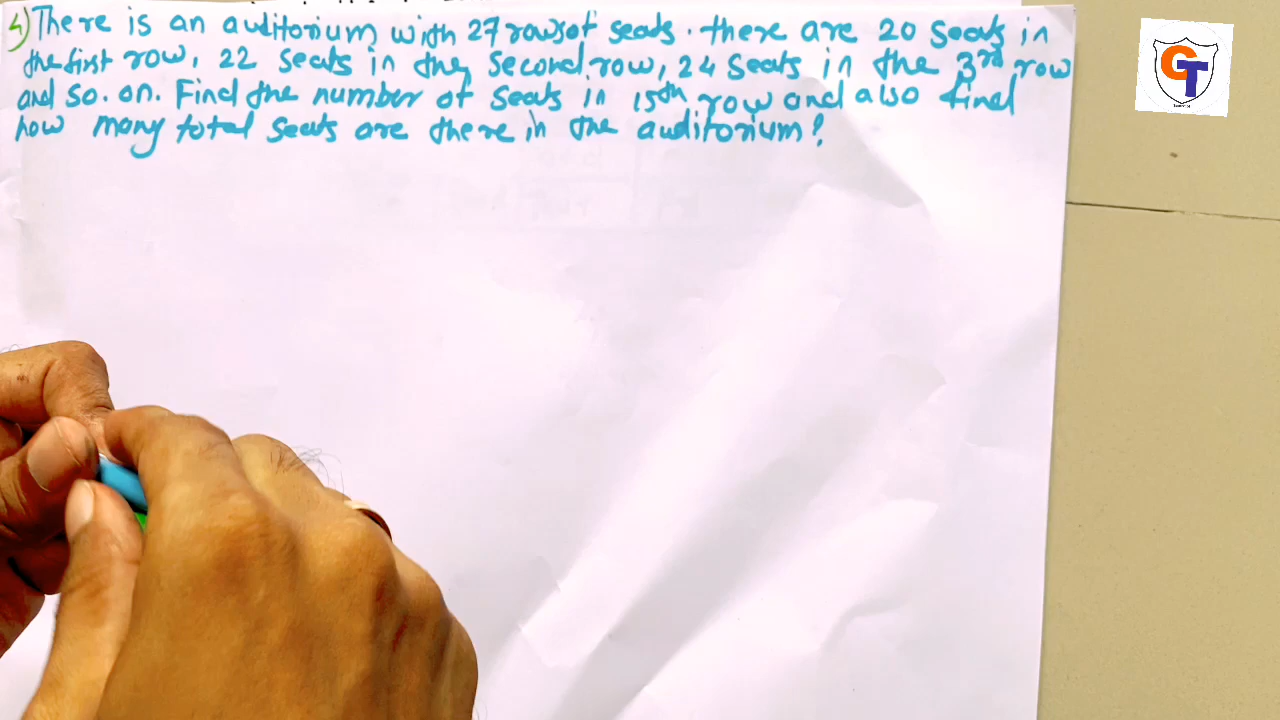 4) There is an auditorium with 27 rows of seats. there are 20 seats in
the first row, 22 seats in the second row, 24 seats in the 3rd row
and so. on. Find the number of seats in 15th row and also find
how many total seats are there in the auditorium?
GT